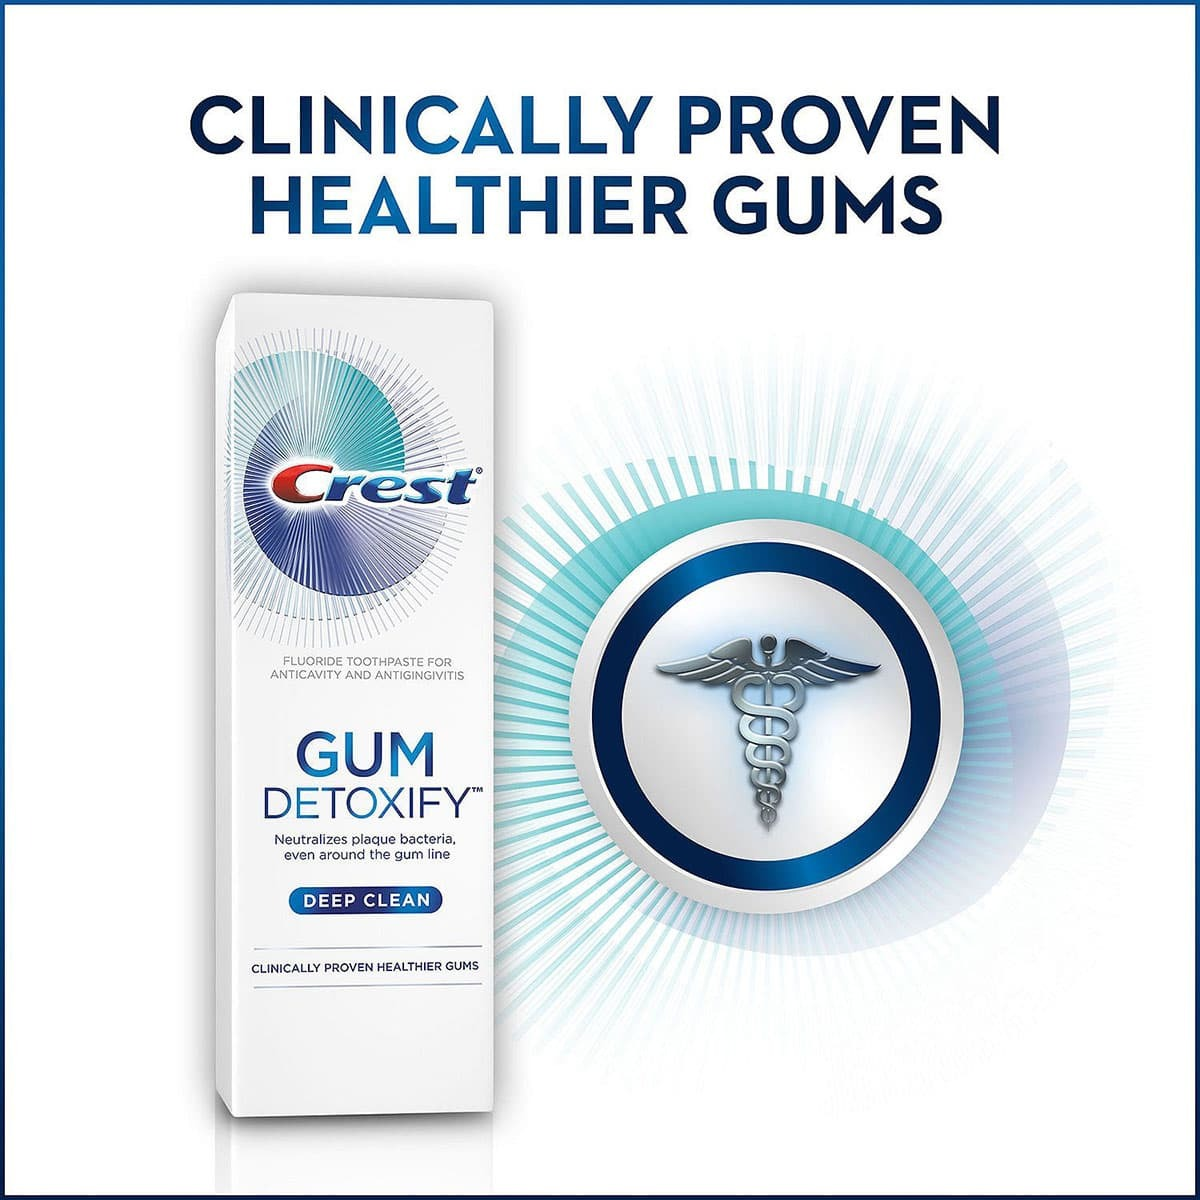 CLINICALLY PROVEN
HEALTHIER GUMS
Crest®
FLUORIDE TOOTHPASTE FOR
ANTICAVITY AND ANTIGINGIVITIS
GUM
DETOXIFY™
Neutralizes plaque bacteria,
even around the gum line
DEEP CLEAN
CLINICALLY PROVEN HEALTHIER GUMS